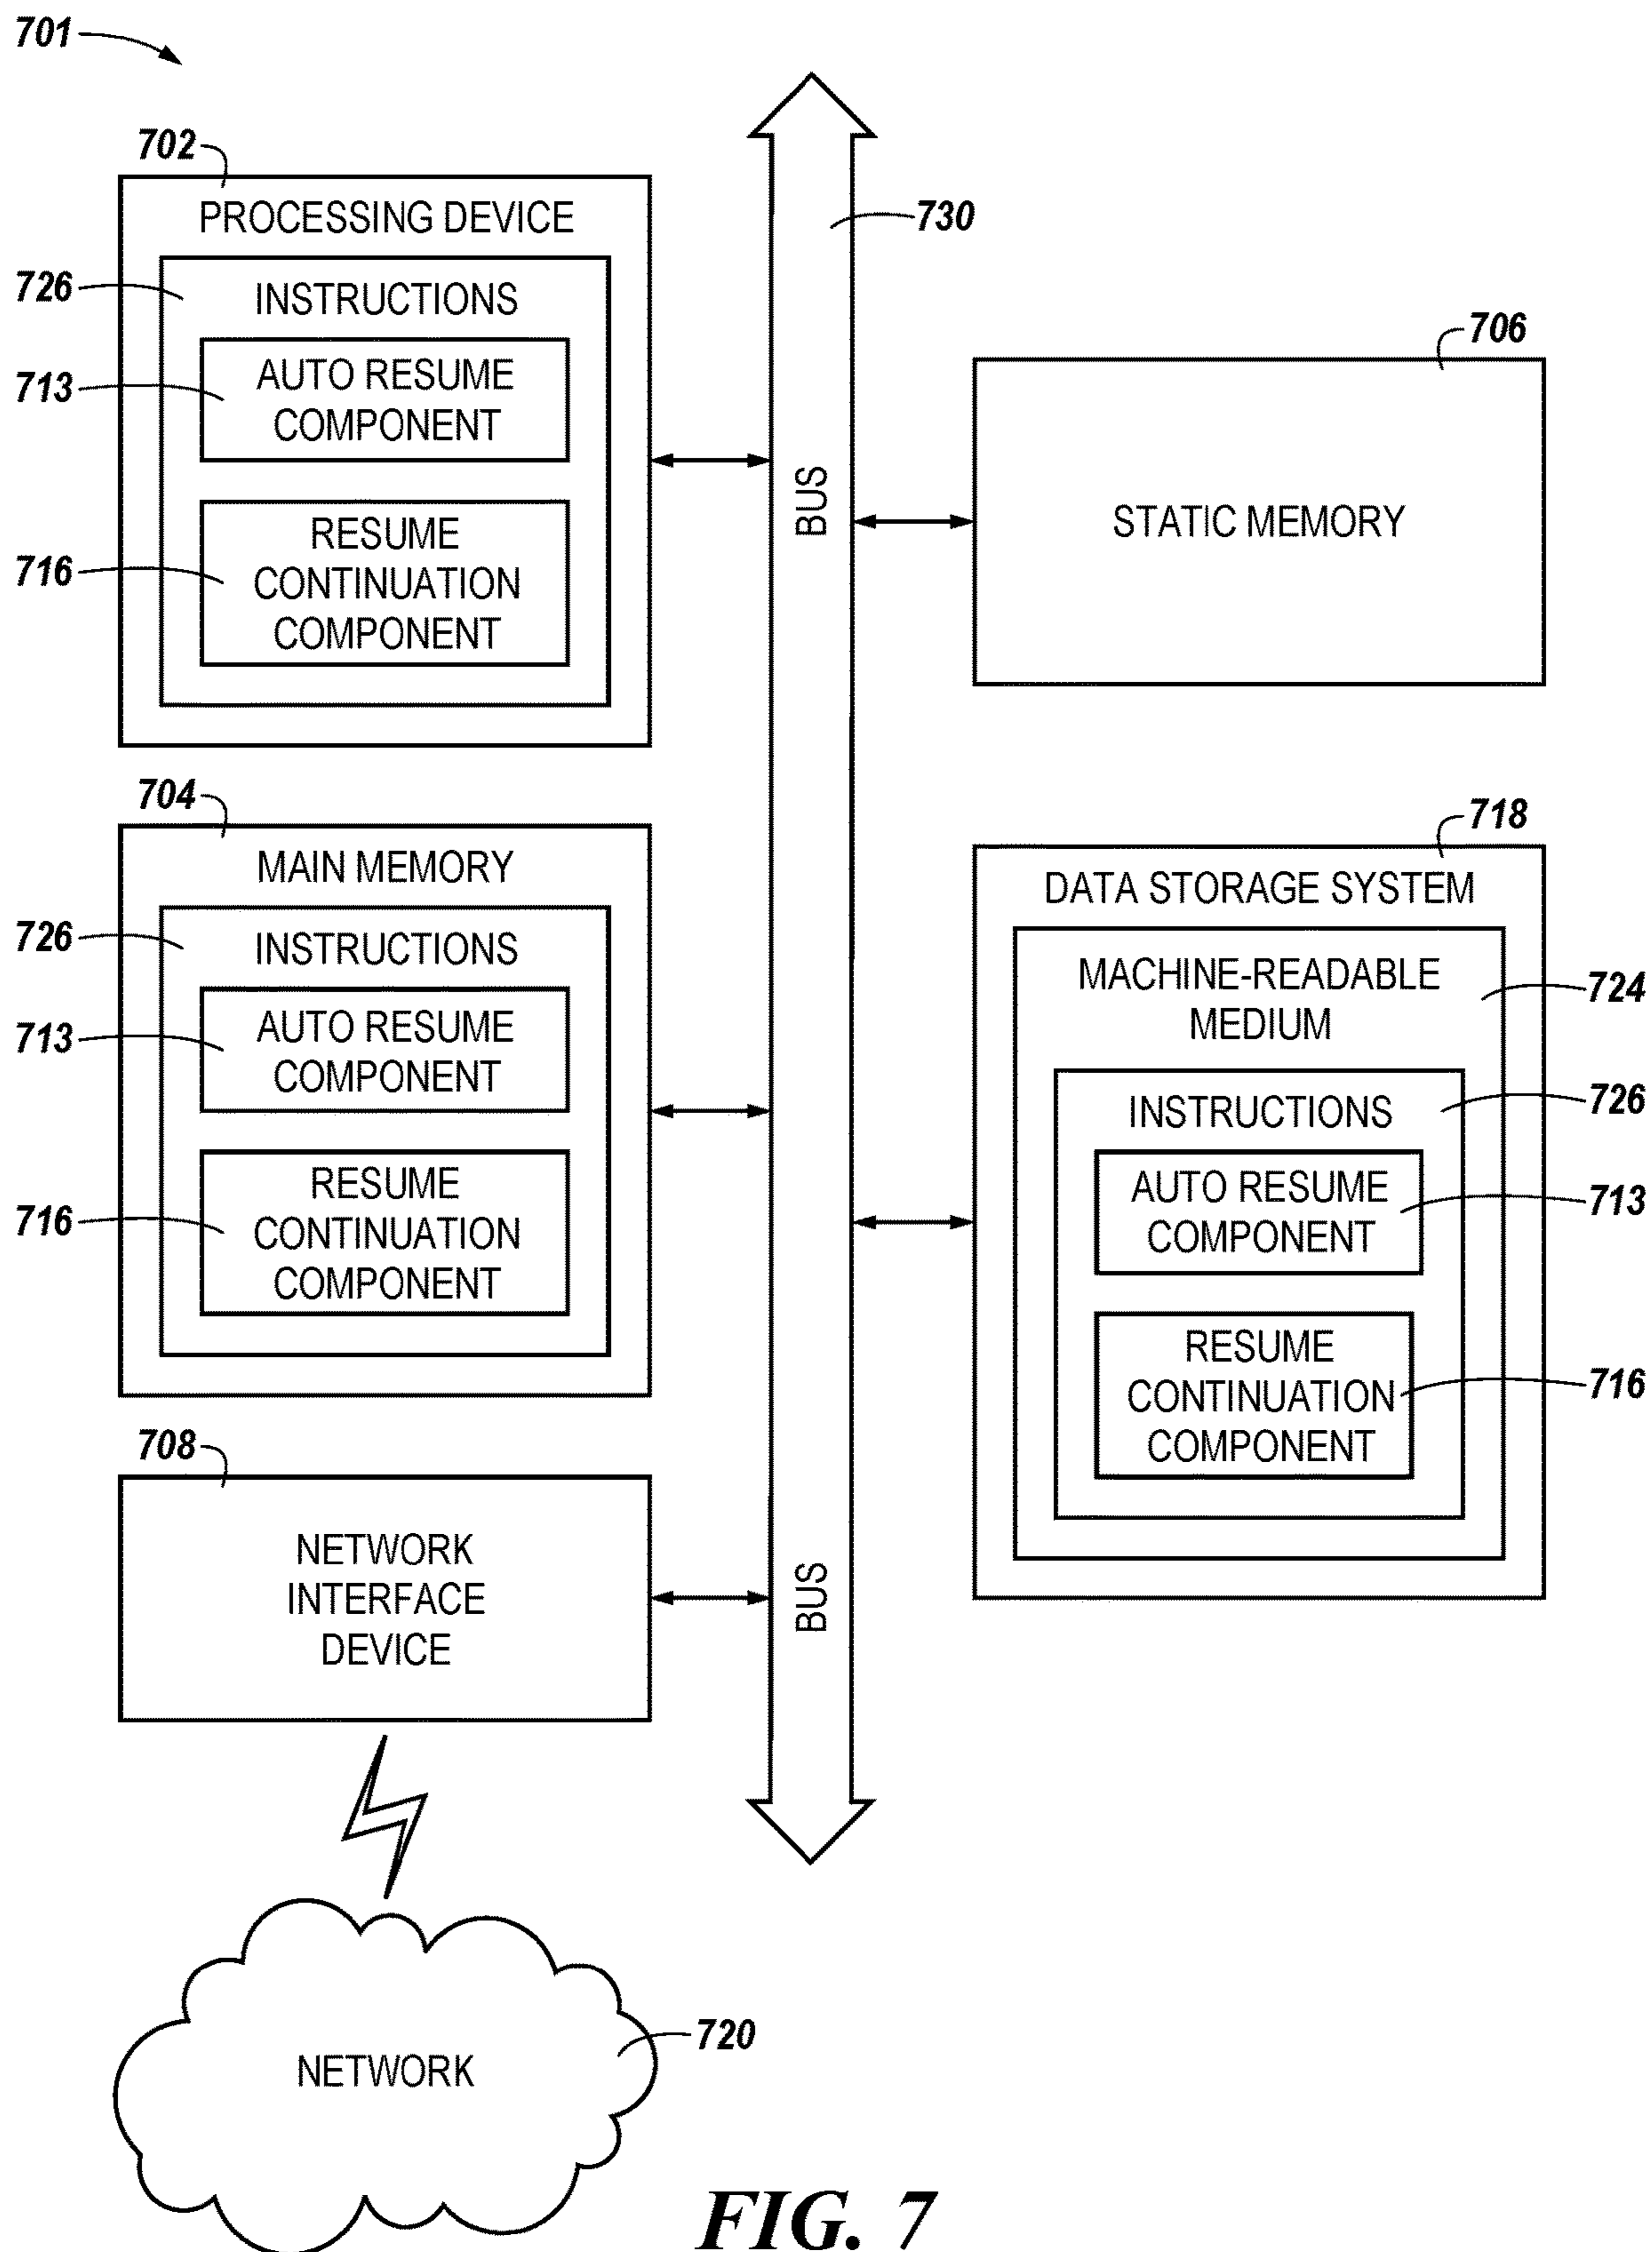 701
702
PROCESSING DEVICE
726
INSTRUCTIONS
713
AUTO RESUME
COMPONENT
716
RESUME
CONTINUATION
COMPONENT
730
BUS
706
STATIC MEMORY
704
MAIN MEMORY
726
INSTRUCTIONS
713
AUTO RESUME
COMPONENT
716
RESUME
CONTINUATION
COMPONENT
718
DATA STORAGE SYSTEM
MACHINE-READABLE
MEDIUM
724
INSTRUCTIONS
726
AUTO RESUME
COMPONENT
713
RESUME
CONTINUATION
COMPONENT
716
708
NETWORK
INTERFACE
DEVICE
BUS
720
NETWORK
FIG. 7